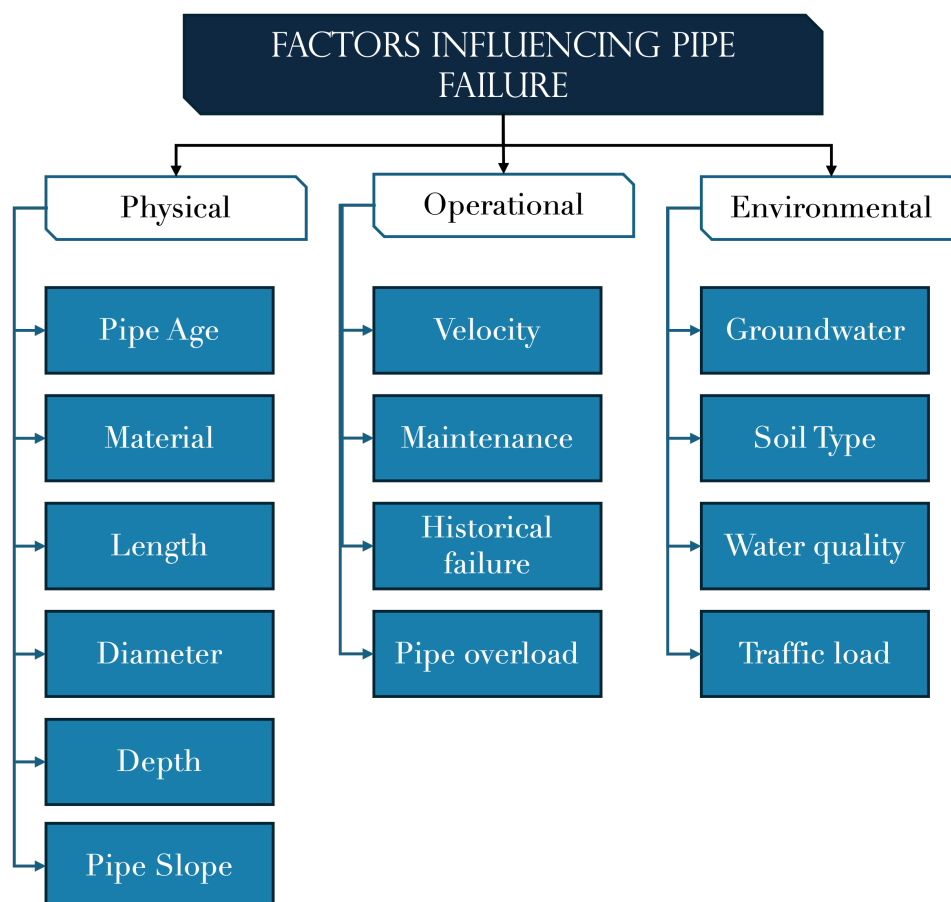 FACTORS INFLUENCING PIPE
FAILURE
Physical
Operational
Environmental
Pipe Age
Material
Length
Diameter
Depth
Pipe Slope
Velocity
Maintenance
Historical
failure
Pipe overload
Groundwater
Soil Type
Water quality
Traffic load